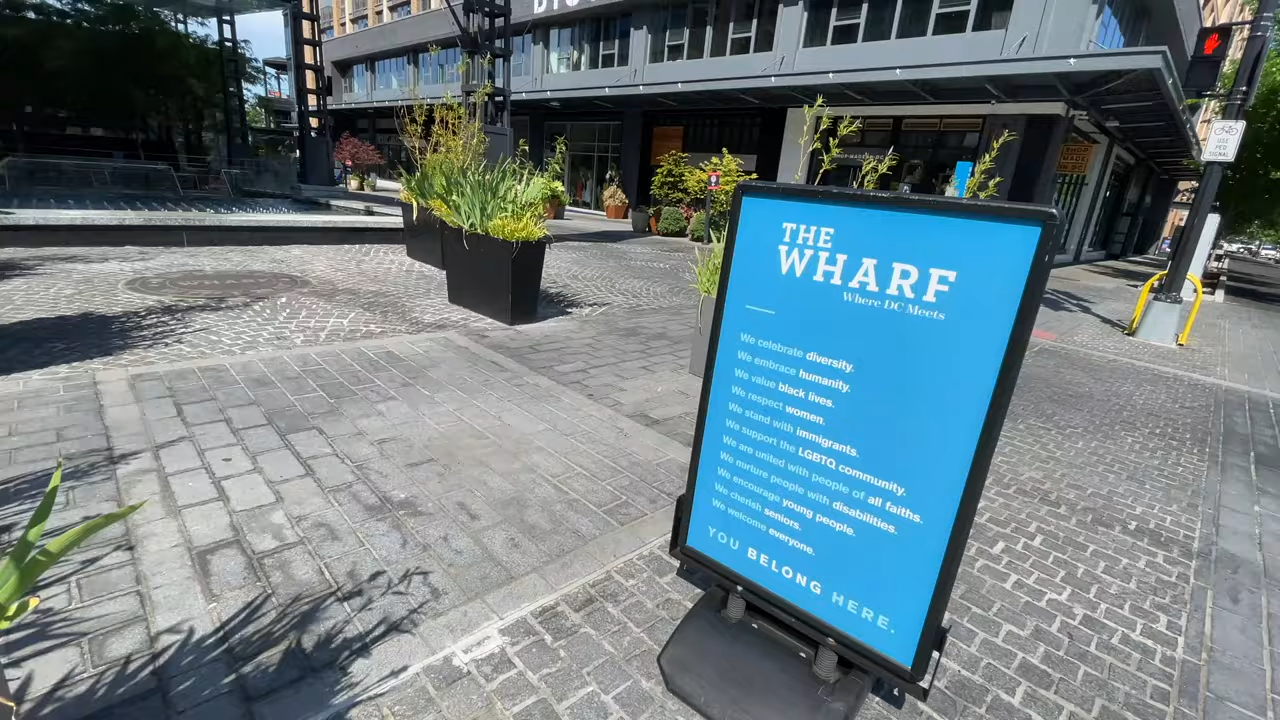 THE
WHARF
Where DC Meets
We celebrate diversity.
We embrace humanity.
We value black lives.
We respect women.
We stand with immigrants.
We support the LGBTQ community.
We are united with people of all faiths.
We nurture people with disabilities.
We encourage young people.
We cherish seniors.
We welcome everyone.
YOU BELONG HERE.
USE
PED
SIGNAL
SHOP
MADE
IN DC